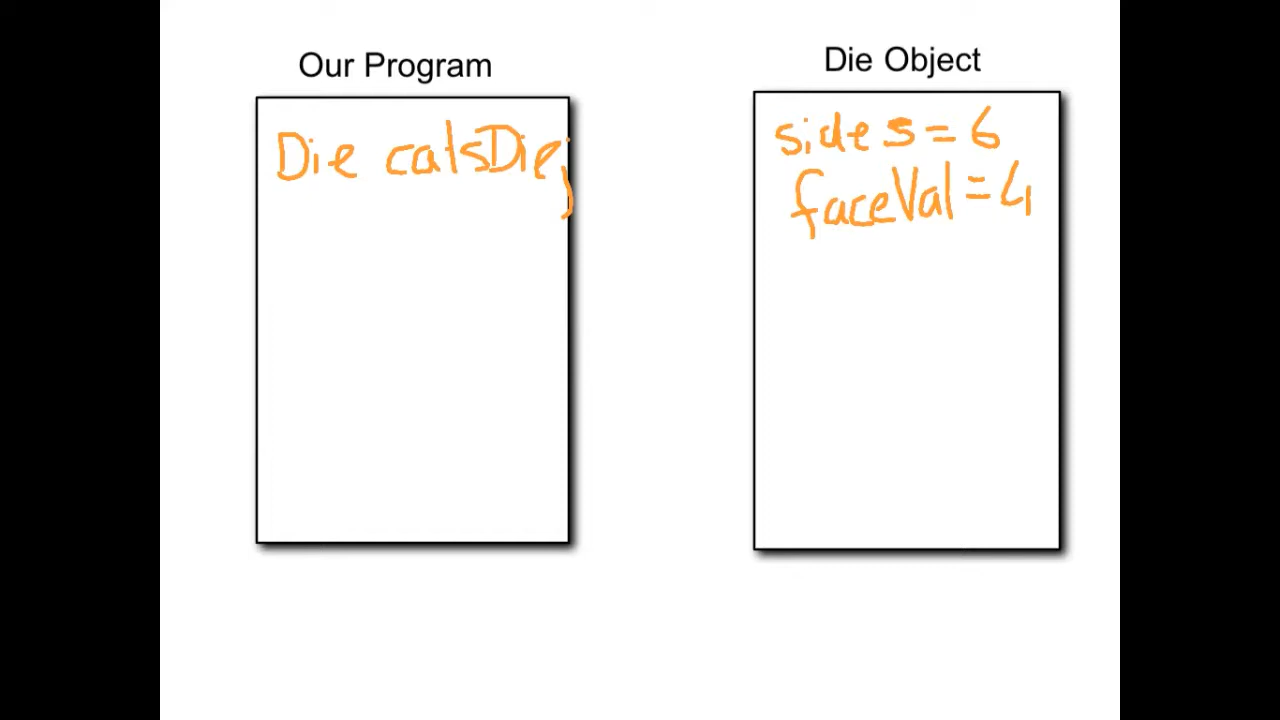 Our Program
Die Object
Die calsDie;
sides = 6
faceVal = 4